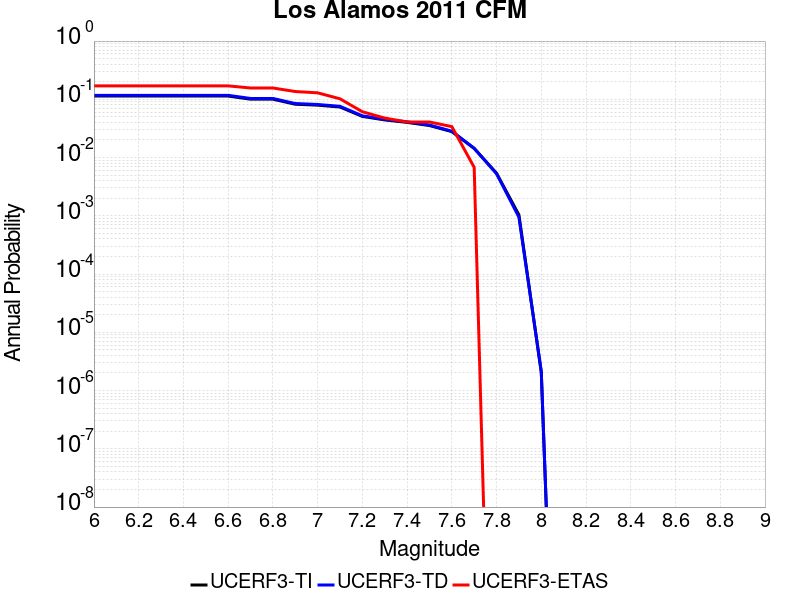 Los Alamos 2011 CFM
Annual Probability
10^0
10^-1
10^-2
10^-3
10^-4
10^-5
10^-6
10^-7
10^-8
6 6.2 6.4 6.6 6.8 7 7.2 7.4 7.6 7.8 8 8.2 8.4 8.6 8.8 9
Magnitude
UCERF3-TI UCERF3-TD UCERF3-ETAS